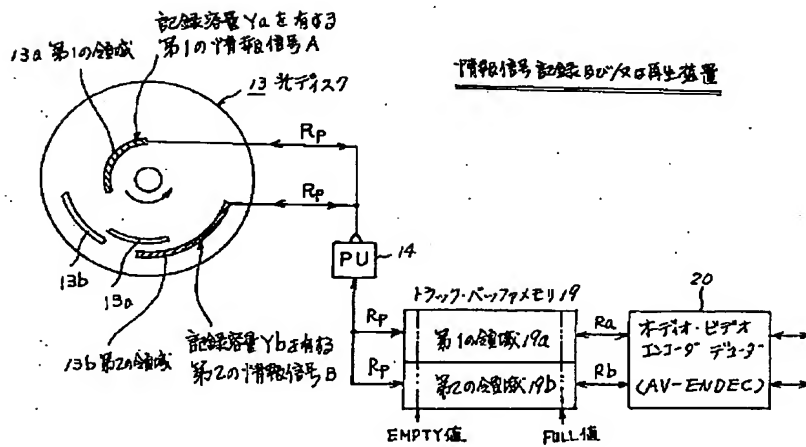 記録容量Yaを有する
第1の情報信号A
13a 第1の領域
13 光ディスク
情報信号記録及び/又は再生装置
Rp
Rp
13b
13a
PU
14
トラック・バッファメモリ 19
20
Rp
第1の領域19a
Ra
オーディオ・ビデオ
エンコーダ デコーダ
(AV-ENDEC)
Rp
第2の領域19b
Rb
13b 第2の領域
記録容量Ybを有する
第2の情報信号B
EMPTY値
FULL値